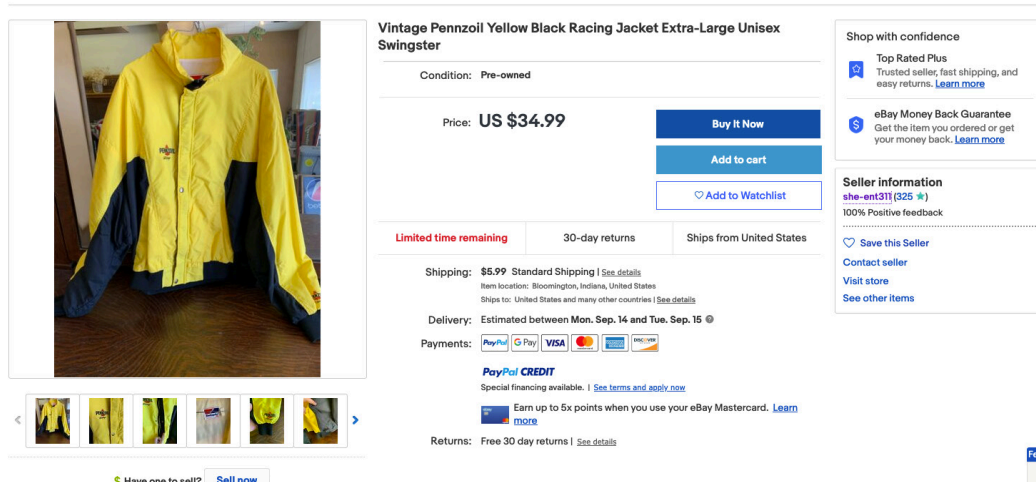 Vintage Pennzoil Yellow Black Racing Jacket Extra-Large Unisex
Swingster
Condition: Pre-owned
Price: US $34.99
Buy It Now
Add to cart
Add to Watchlist
Limited time remaining
30-day returns
Ships from United States
Shipping: $5.99 Standard Shipping | See details
Item location: Bloomington, Indiana, United States
Ships to: United States and many other countries | See details
Delivery: Estimated between Mon. Sep. 14 and Tue. Sep. 15
Payments: PayPal G Pay VISA DISCOVER
PayPal CREDIT
Special financing available. | See terms and apply now
Earn up to 5x points when you use your eBay Mastercard. Learn
more
Returns: Free 30 day returns | See details
Shop with confidence
Top Rated Plus
Trusted seller, fast shipping, and
easy returns. Learn more
eBay Money Back Guarantee
Get the item you ordered or get
your money back. Learn more
Seller information
she-ent311 (325)
100% Positive feedback
Save this Seller
Contact seller
Visit store
See other items
$ Have one to sell? Sell now
Fe